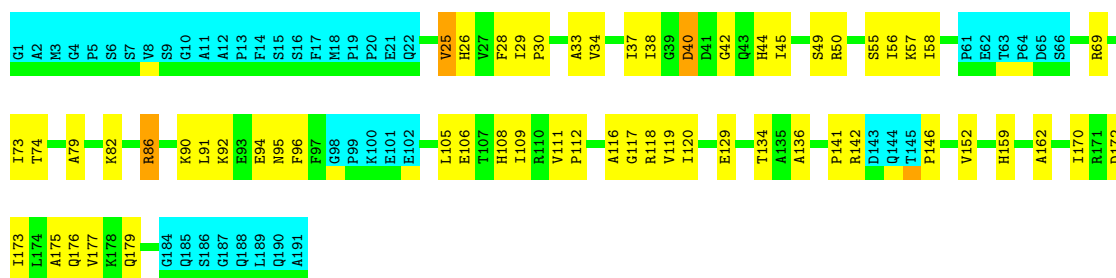 G1 A2 M3 G4 P5 S6 S7 V8 S9 G10 A11 A12 P13 F14 S15 S16 F17 M18 P19 P20 E21 Q22 V25 H26 V27 F28 I29 P30 A33 V34 I37 I38 G39 D40 D41 G42 Q43 H44 I45 S49 R50 S55 I56 K57 I58 P61 E62 T63 P64 D65 S66 R69
I73 T74 A79 K82 R86 K90 L91 K92 E93 E94 N95 F96 F97 G98 P99 K100 E101 E102 L105 E106 T107 H108 I109 R110 V111 P112 A116 G117 R118 V119 I120 E129 T134 A135 A136 P141 R142 D143 Q144 T145 P146 V152 H159 A162 I170 R171 D172
I173 L174 A175 Q176 V177 K178 Q179 G184 Q185 S186 G187 Q188 L189 Q190 A191